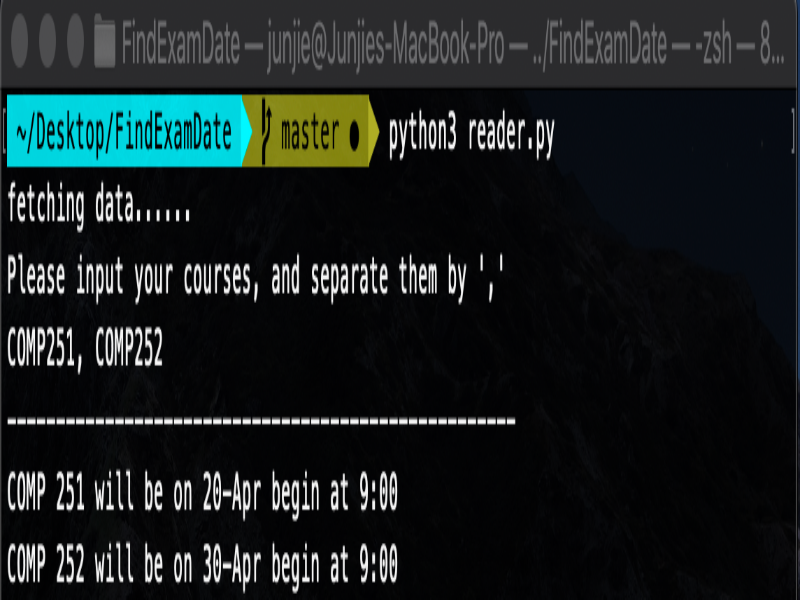 FindExamDate — junjie@Junjies-MacBook-Pro — ../FindExamDate — -zsh — 8...
~/Desktop/FindExamDate master ● python3 reader.py
fetching data......
Please input your courses, and separate them by ','
COMP251, COMP252
-----------------------------------------------------
COMP 251 will be on 20-Apr begin at 9:00
COMP 252 will be on 30-Apr begin at 9:00